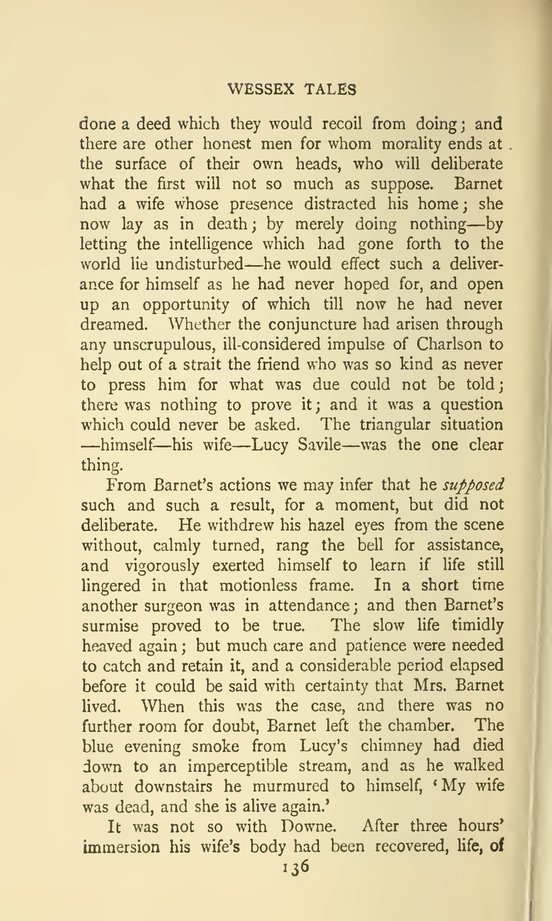 WESSEX TALES
done a deed which they would recoil from doing; and
there are other honest men for whom morality ends at
the surface of their own heads, who will deliberate
what the first will not so much as suppose. Barnet
had a wife whose presence distracted his home; she
now lay as in death; by merely doing nothing—by
letting the intelligence which had gone forth to the
world lie undisturbed—he would effect such a deliver-
ance for himself as he had never hoped for, and open
up an opportunity of which till now he had never
dreamed. Whether the conjuncture had arisen through
any unscrupulous, ill-considered impulse of Charlson to
help out of a strait the friend who was so kind as never
to press him for what was due could not be told;
there was nothing to prove it; and it was a question
which could never be asked. The triangular situation
—himself—his wife—Lucy Savile—was the one clear
thing.
From Barnet's actions we may infer that he supposed
such and such a result, for a moment, but did not
deliberate. He withdrew his hazel eyes from the scene
without, calmly turned, rang the bell for assistance,
and vigorously exerted himself to learn if life still
lingered in that motionless frame. In a short time
another surgeon was in attendance; and then Barnet's
surmise proved to be true. The slow life timidly
heaved again; but much care and patience were needed
to catch and retain it, and a considerable period elapsed
before it could be said with certainty that Mrs. Barnet
lived. When this was the case, and there was no
further room for doubt, Barnet left the chamber. The
blue evening smoke from Lucy's chimney had died
down to an imperceptible stream, and as he walked
about downstairs he murmured to himself, ‘My wife
was dead, and she is alive again.’
It was not so with Downe. After three hours'
immersion his wife's body had been recovered, life, of
136